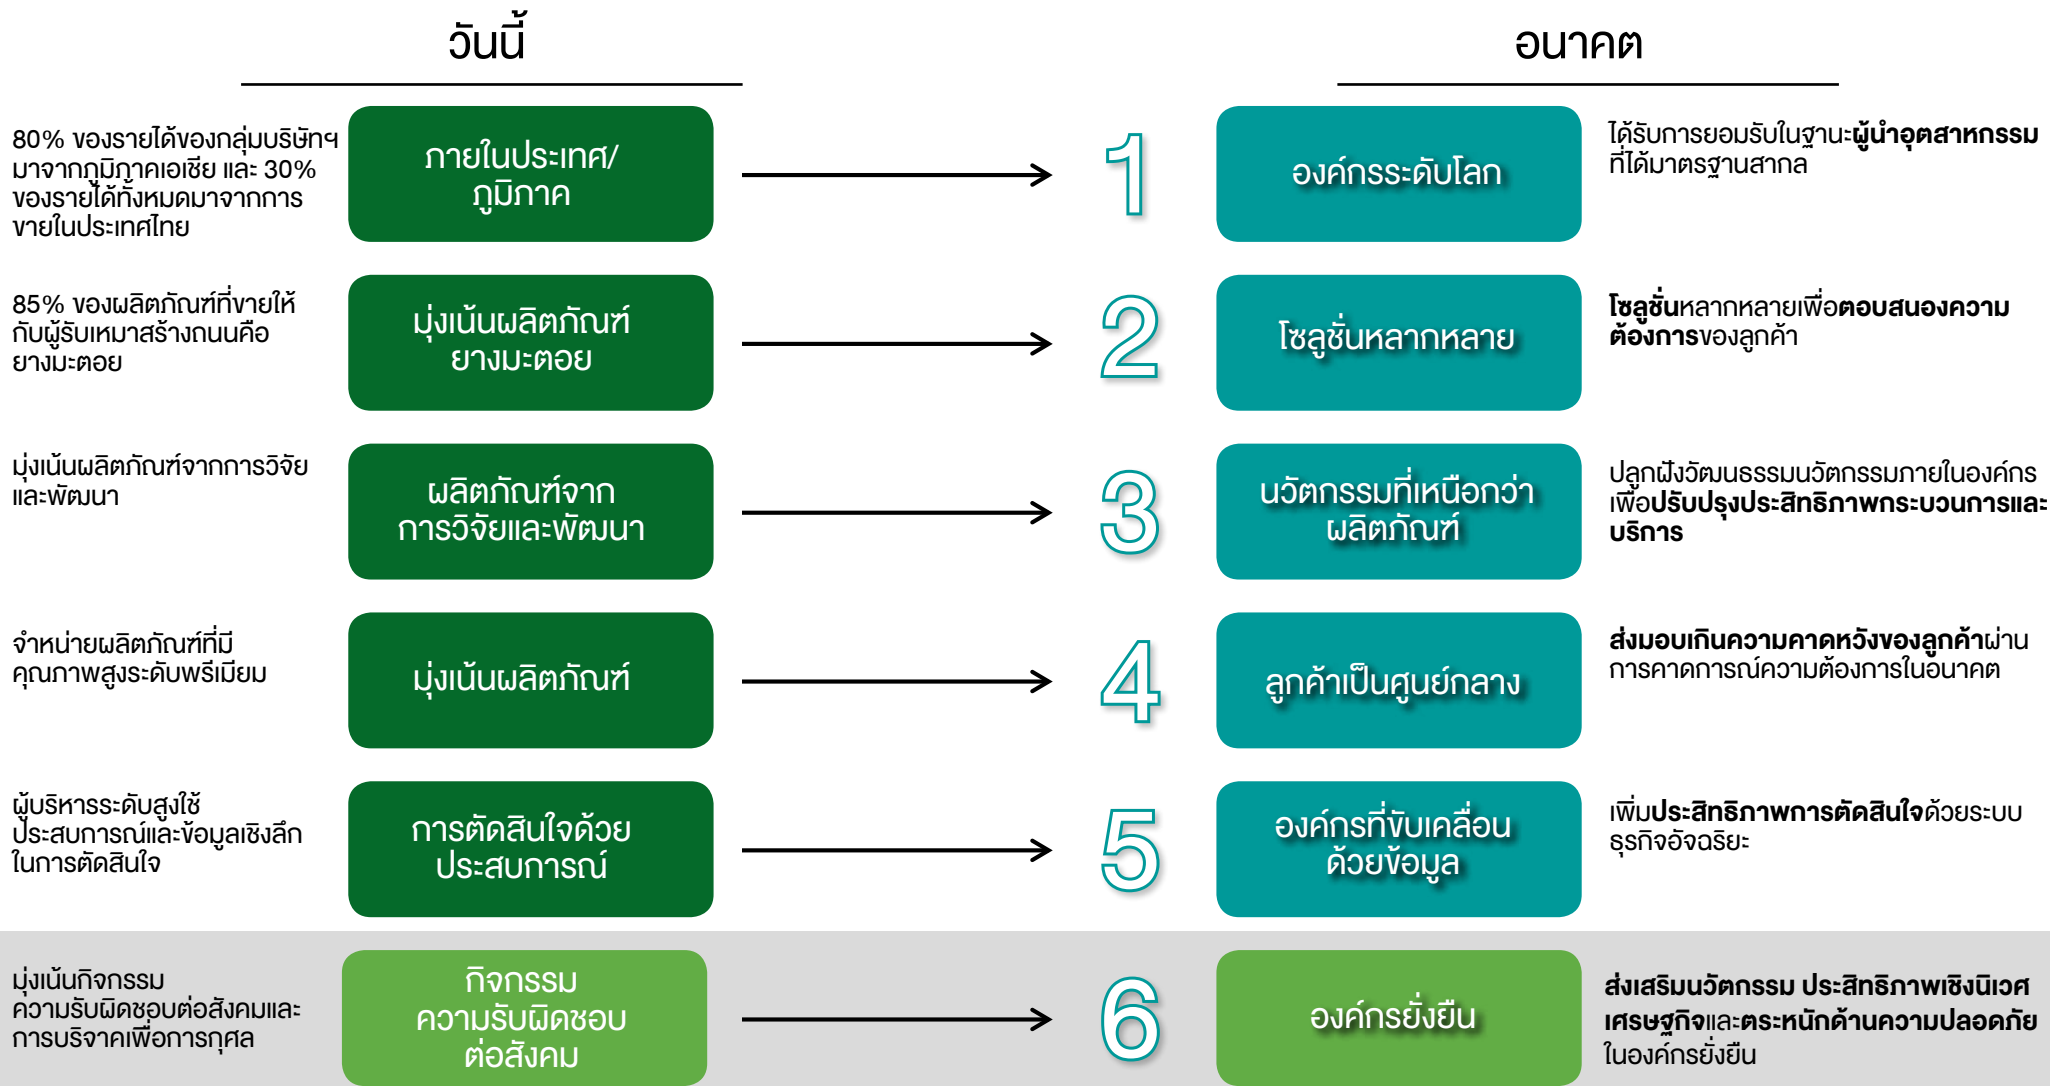 วันนี้
อนาคต
80% ของรายได้ของกลุ่มบริษัทฯ
มาจากภูมิภาคเอเชีย และ 30%
ของรายได้ทั้งหมดมาจากการ
ขายในประเทศไทย
ภายในประเทศ/
ภูมิภาค
1
องค์กรระดับโลก
ได้รับการยอมรับในฐานะผู้นำอุตสาหกรรม
ที่ได้มาตรฐานสากล
85% ของผลิตภัณฑ์ที่ขายให้
กับผู้รับเหมาสร้างถนนคือ
ยางมะตอย
มุ่งเน้นผลิตภัณฑ์
ยางมะตอย
2
โซลูชั่นหลากหลาย
โซลูชั่นหลากหลายเพื่อตอบสนองความ
ต้องการของลูกค้า
มุ่งเน้นผลิตภัณฑ์จากการวิจัย
และพัฒนา
ผลิตภัณฑ์จาก
การวิจัยและพัฒนา
3
นวัตกรรมที่เหนือกว่า
ผลิตภัณฑ์
ปลูกฝังวัฒนธรรมนวัตกรรมภายในองค์กร
เพื่อปรับปรุงประสิทธิภาพกระบวนการและ
บริการ
จำหน่ายผลิตภัณฑ์ที่มี
คุณภาพสูงระดับพรีเมียม
มุ่งเน้นผลิตภัณฑ์
4
ลูกค้าเป็นศูนย์กลาง
ส่งมอบเกินความคาดหวังของลูกค้าผ่าน
การคาดการณ์ความต้องการในอนาคต
ผู้บริหารระดับสูงใช้
ประสบการณ์และข้อมูลเชิงลึก
ในการตัดสินใจ
การตัดสินใจด้วย
ประสบการณ์
5
องค์กรที่ขับเคลื่อน
ด้วยข้อมูล
เพิ่มประสิทธิภาพการตัดสินใจด้วยระบบ
ธุรกิจอัจฉริยะ
มุ่งเน้นกิจกรรม
ความรับผิดชอบต่อสังคมและ
การบริจาคเพื่อการกุศล
กิจกรรม
ความรับผิดชอบ
ต่อสังคม
6
องค์กรยั่งยืน
ส่งเสริมนวัตกรรม ประสิทธิภาพเชิงนิเวศ
เศรษฐกิจและตระหนักด้านความปลอดภัย
ในองค์กรยั่งยืน